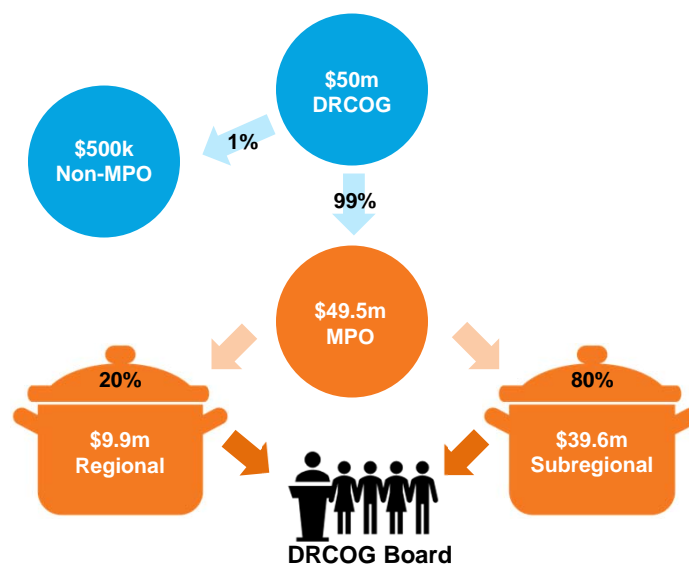 $50m
DRCOG
$500k
Non-MPO
1%
99%
$49.5m
MPO
20%
80%
$9.9m
Regional
$39.6m
Subregional
DRCOG Board